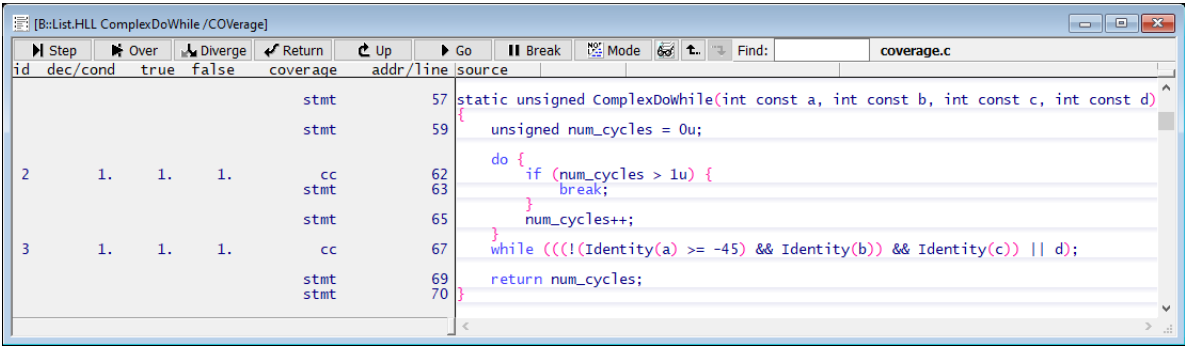 [B::List.HLL ComplexDoWhile /COVerage]
Step Over Diverge Return Up Go Break Mode Find: coverage.c
id dec/cond true false coverage addr/line source
stmt 57 static unsigned ComplexDoWhile(int const a, int const b, int const c, int const d)
{
stmt 59 unsigned num_cycles = 0u;
do {
2 1. 1. 1. cc 62 if (num_cycles > 1u) {
stmt 63 break;
}
stmt 65 num_cycles++;
}
3 1. 1. 1. cc 67 while (((!(Identity(a) >= -45) && Identity(b)) && Identity(c)) || d);
stmt 69 return num_cycles;
stmt 70 }